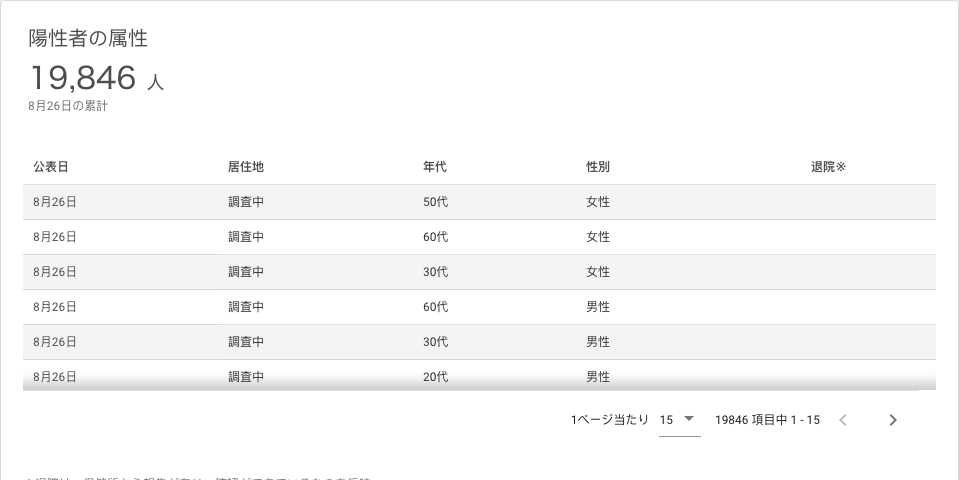 陽性者の属性
19,846 人
8月26日の累計
公表日 居住地 年代 性別 退院※
8月26日 調査中 50代 女性
8月26日 調査中 60代 女性
8月26日 調査中 30代 女性
8月26日 調査中 60代 男性
8月26日 調査中 30代 男性
8月26日 調査中 20代 男性
1ページ当たり 15 19846 項目中 1 - 15